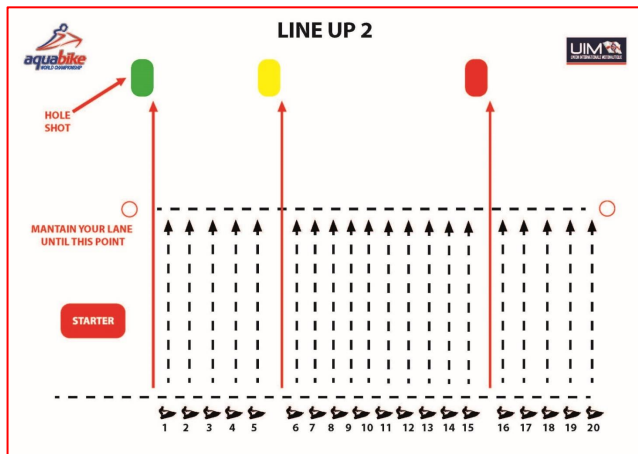 LINE UP 2
aquabike
WORLD CHAMPIONSHIP
UIM
UNION INTERNATIONALE MOTONAUTIQUE
HOLE
SHOT
MANTAIN YOUR LANE
UNTIL THIS POINT
STARTER
1 2 3 4 5 6 7 8 9 10 11 12 13 14 15 16 17 18 19 20